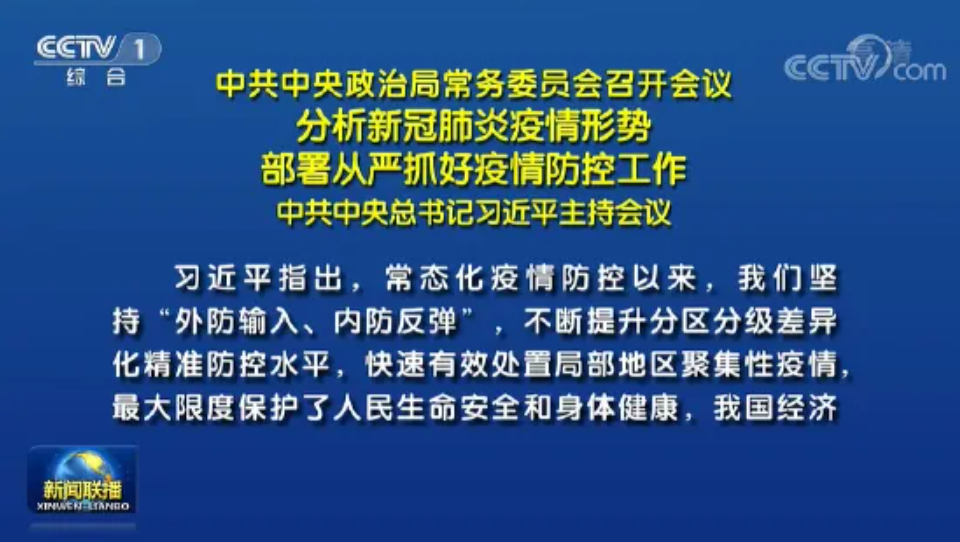 CCTV 1
综合
高清
CCTV.com
中共中央政治局常务委员会召开会议
分析新冠肺炎疫情形势
部署从严抓好疫情防控工作
中共中央总书记习近平主持会议
习近平指出，常态化疫情防控以来，我们坚
持“外防输入、内防反弹”，不断提升分区分级差异
化精准防控水平，快速有效处置局部地区聚集性疫情，
最大限度保护了人民生命安全和身体健康，我国经济
新闻联播
XINWEN LIANBO